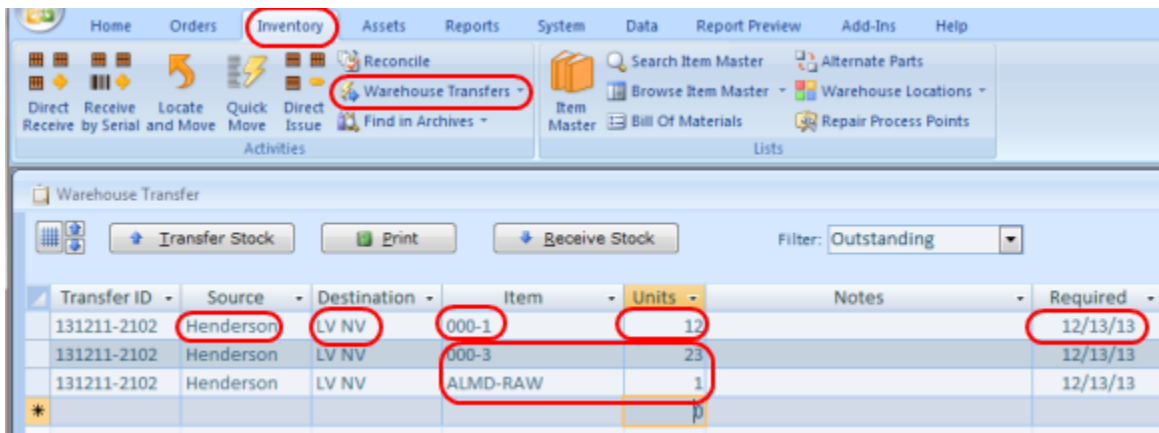 Home Orders Inventory Assets Reports System Data Report Preview Add-Ins Help
Reconcile
Warehouse Transfers
Find in Archives
Direct Receive
Receive by Serial
Locate and Move
Quick Move
Direct Issue
Activities
Item Master
Search Item Master
Browse Item Master
Bill Of Materials
Alternate Parts
Warehouse Locations
Repair Process Points
Lists
Warehouse Transfer
Transfer Stock Print Receive Stock Filter: Outstanding
Transfer ID Source Destination Item Units Notes Required
131211-2102 Henderson LV NV 000-1 12 12/13/13
131211-2102 Henderson LV NV 000-3 23 12/13/13
131211-2102 Henderson LV NV ALMD-RAW 1 12/13/13
* 0